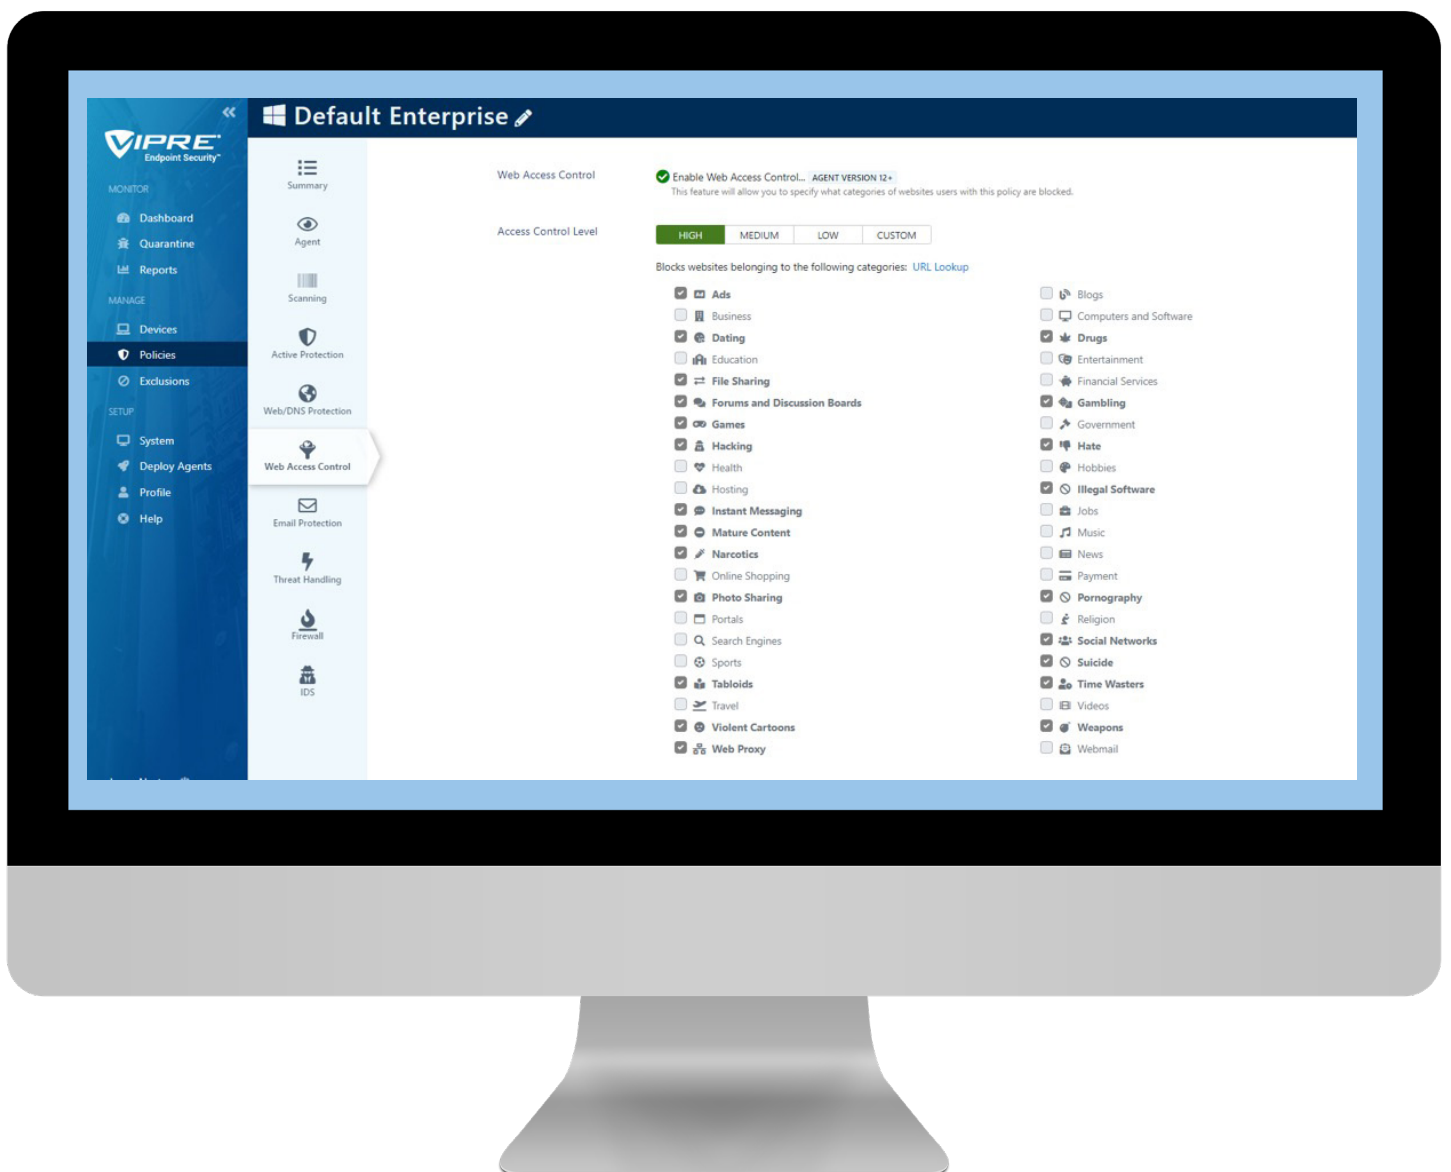 Default Enterprise
VIPRE
Endpoint Security™
MONITOR
Dashboard
Quarantine
Reports
MANAGE
Devices
Policies
Exclusions
SETUP
System
Deploy Agents
Profile
Help
Summary
Agent
Scanning
Active Protection
Web/DNS Protection
Web Access Control
Email Protection
Threat Handling
Firewall
IDS
Web Access Control
Enable Web Access Control... AGENT VERSION 12+
This feature will allow you to specify what categories of websites users with this policy are blocked.
Access Control Level
HIGH MEDIUM LOW CUSTOM
Blocks websites belonging to the following categories: URL Lookup
Ads
Business
Dating
Education
File Sharing
Forums and Discussion Boards
Games
Hacking
Health
Hosting
Instant Messaging
Mature Content
Narcotics
Online Shopping
Photo Sharing
Portals
Search Engines
Sports
Tabloids
Travel
Violent Cartoons
Web Proxy
Blogs
Computers and Software
Drugs
Entertainment
Financial Services
Gambling
Government
Hate
Hobbies
Illegal Software
Jobs
Music
News
Payment
Pornography
Religion
Social Networks
Suicide
Time Wasters
Videos
Weapons
Webmail